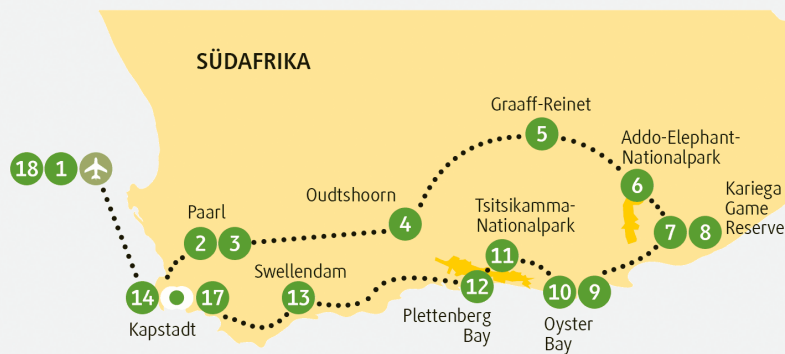 SÜDAFRIKA
Graaff-Reinet
5
Addo-Elephant-
Nationalpark
6
18 1
Kariega
Game
Reserve
7 8
Oudtshoorn
4
Tsitsikamma-
Nationalpark
11
Paarl
2 3
Swellendam
13
14 17
Kapstadt
12
Plettenberg
Bay
10 9
Oyster
Bay